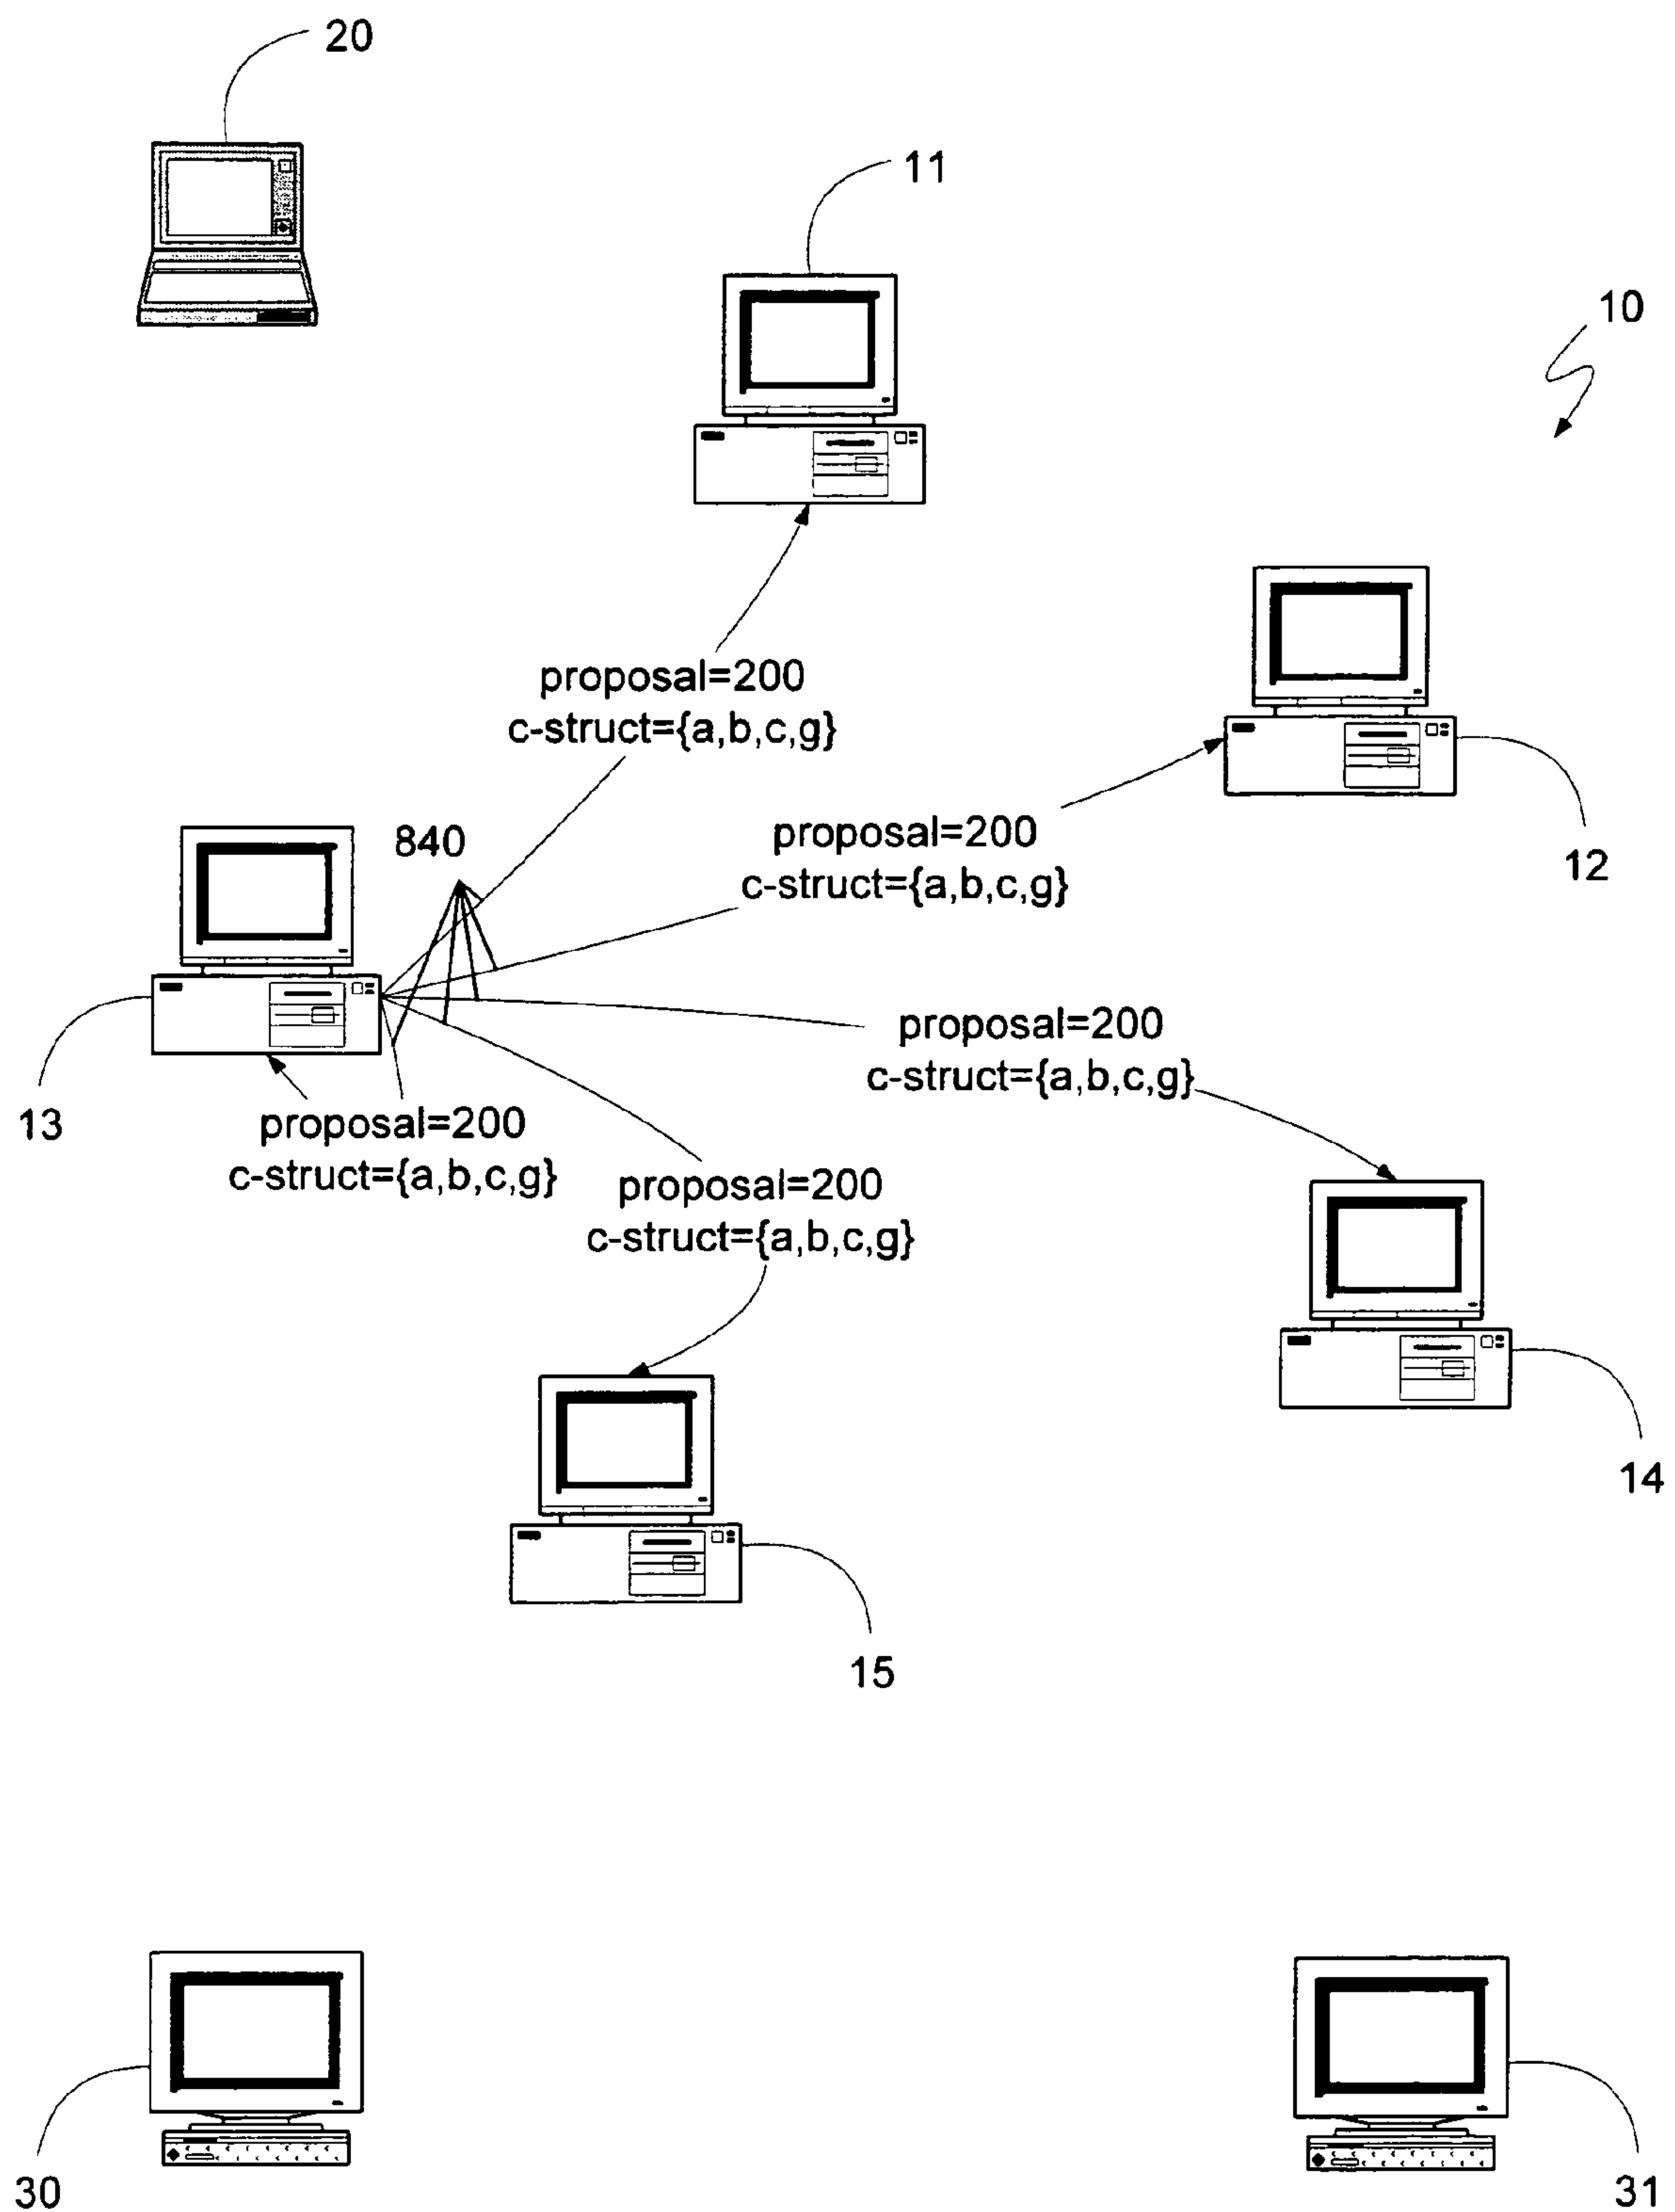 20
11
10
proposal=200
c-struct={a,b,c,g}
12
840
proposal=200
c-struct={a,b,c,g}
proposal=200
c-struct={a,b,c,g}
13
proposal=200
c-struct={a,b,c,g}
proposal=200
c-struct={a,b,c,g}
14
15
30
31